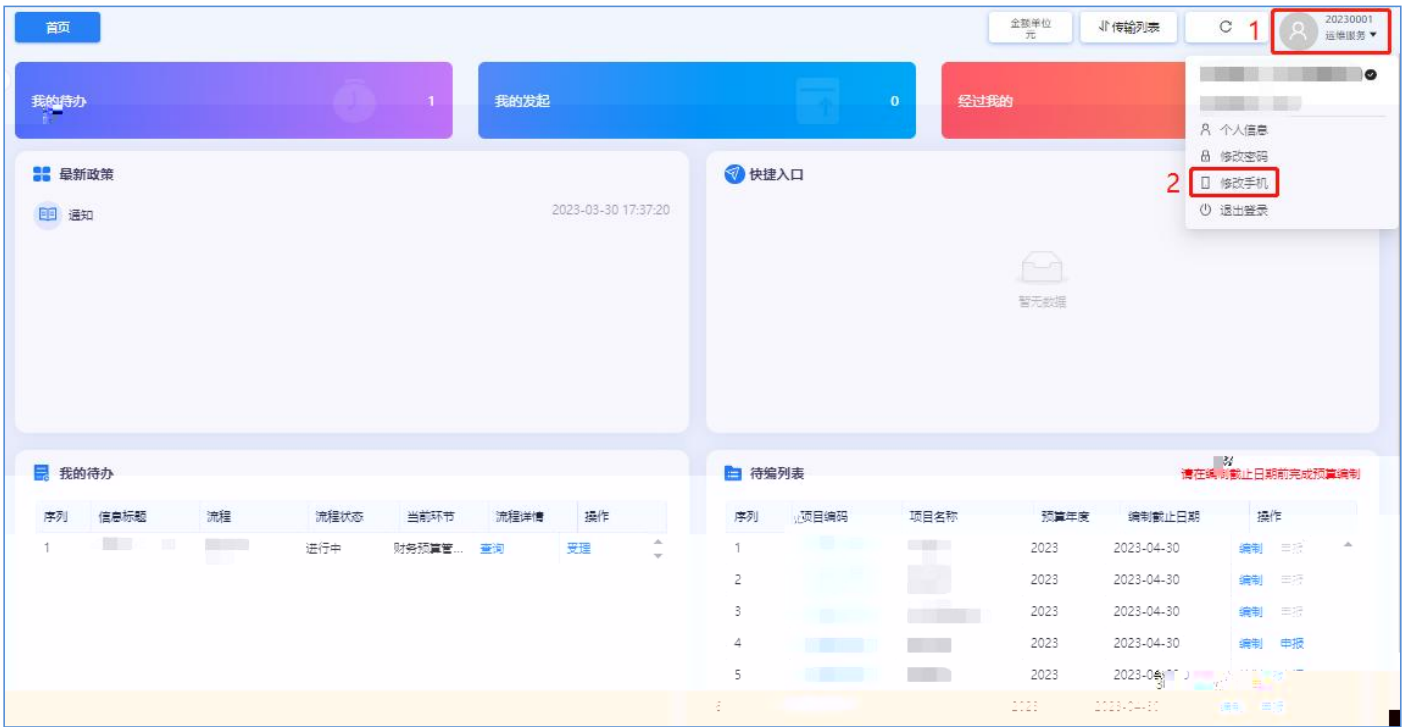 首页
金额单位
元
传输列表
1
20230001
运维服务
我的待办
1
我的发起
0
经过我的
个人信息
修改密码
2
修改手机
退出登录
最新政策
通知
2023-03-30 17:37:20
快捷入口
暂无数据
我的待办
序列 信息标题 流程 流程状态 当前环节 流程详情 操作
1 进行中 财务预算管... 查询 受理
待编列表
请在编制截止日期前完成预算编制
序列 项目编码 项目名称 预算年度 编制截止日期 操作
1 2023 2023-04-30 编制 申报
2 2023 2023-04-30 编制 申报
3 2023 2023-04-30 编制 申报
4 2023 2023-04-30 编制 申报
5 2023